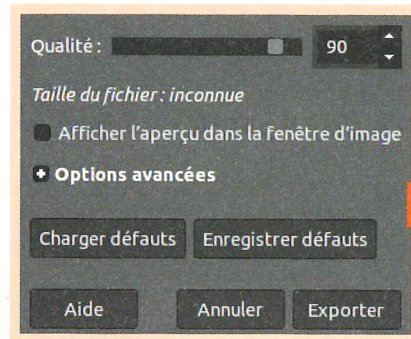 Qualité : 90
Taille du fichier : inconnue
Afficher l'aperçu dans la fenêtre d'image
Options avancées
Charger défauts Enregistrer défauts
Aide Annuler Exporter